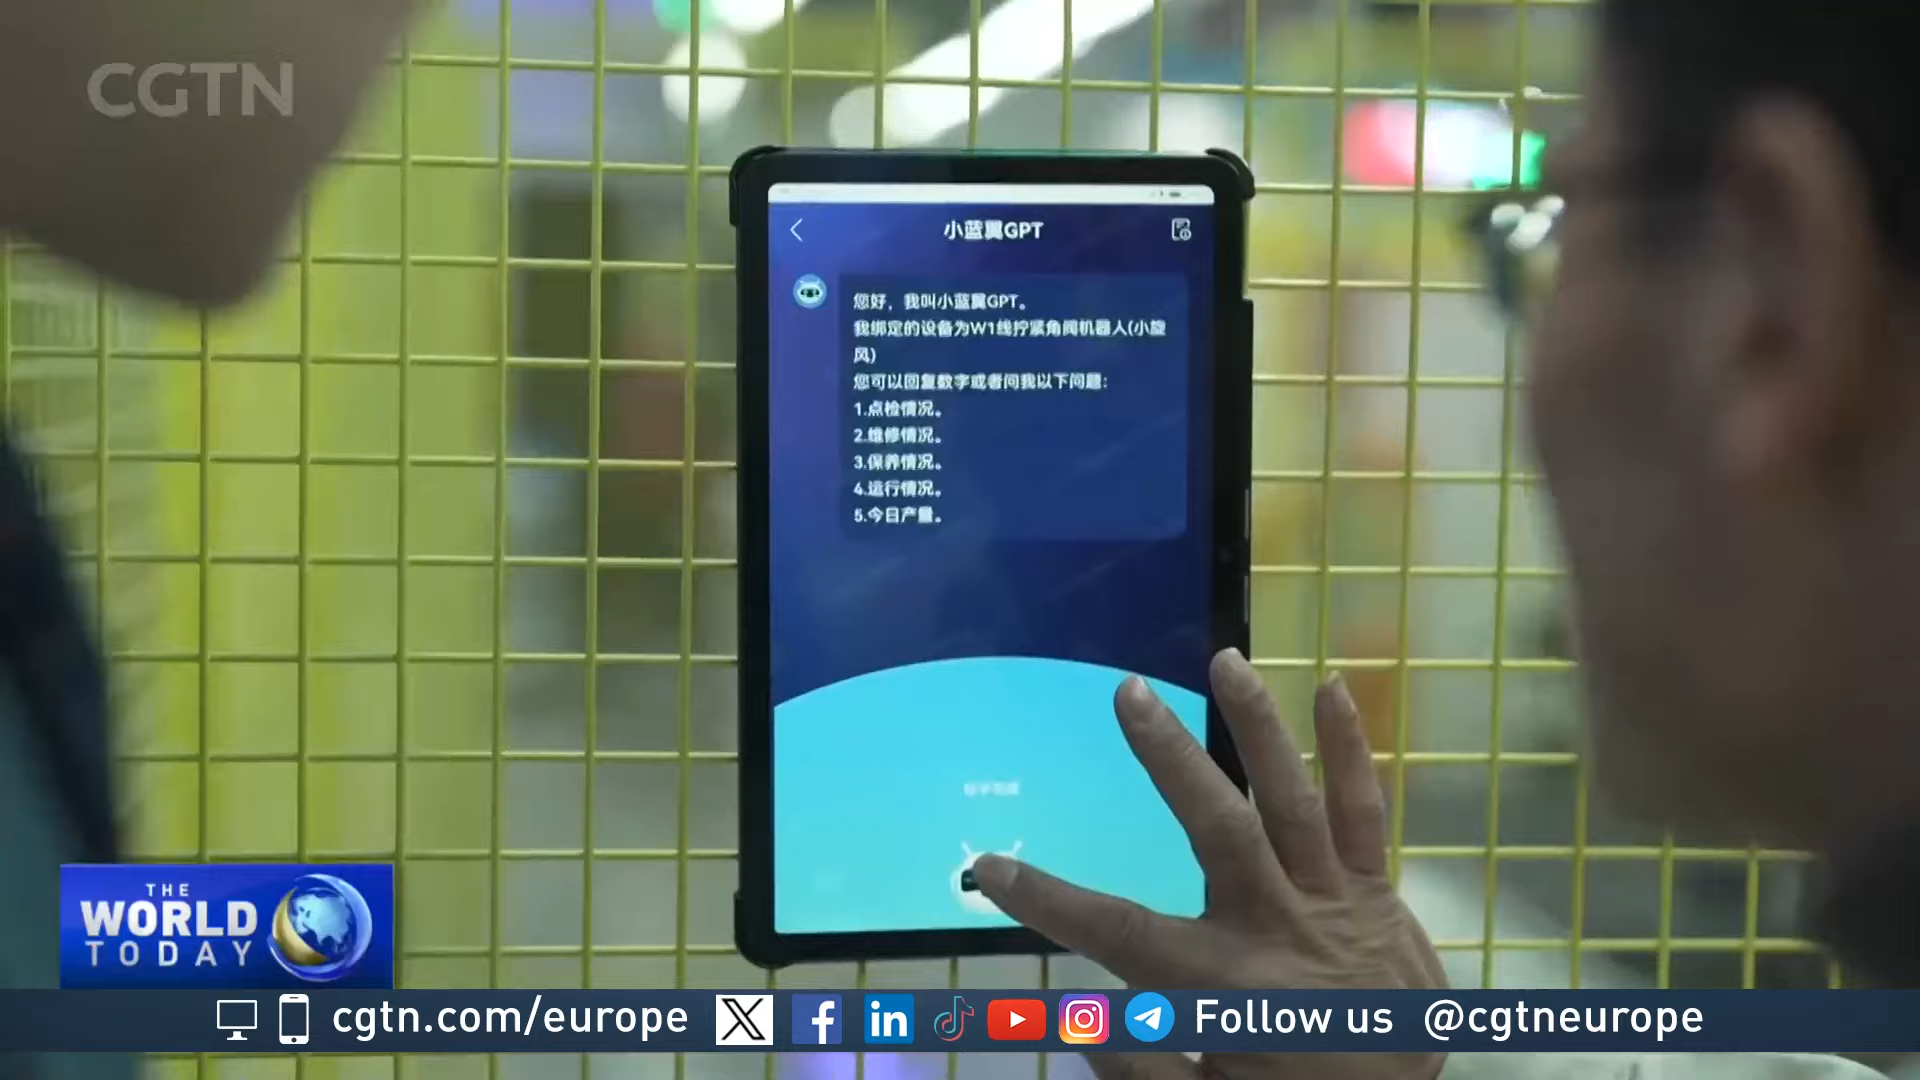 CGTN
小蓝翼GPT
您好，我叫小蓝翼GPT。
我绑定的设备为W1线拧紧角阀机器人(小旋
风)
您可以回复数字或者问我以下问题：
1.点检情况。
2.维修情况。
3.保养情况。
4.运行情况。
5.今日产量。
THE
WORLD
TODAY
cgtn.com/europe
Follow us @cgtneurope